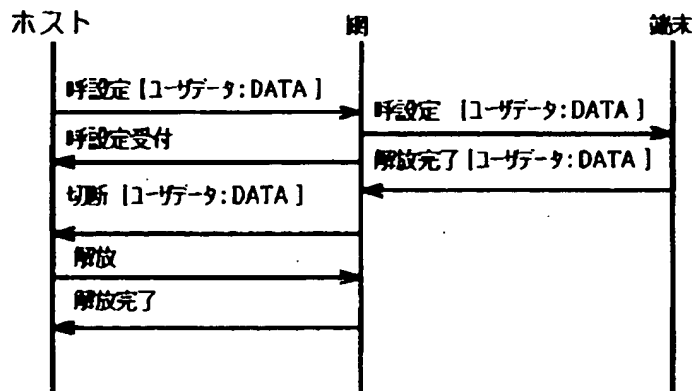 ホスト 網 端末
呼設定 [ユーザデータ:DATA]
呼設定 [ユーザデータ:DATA]
呼設定受付
解放完了 [ユーザデータ:DATA]
切断 [ユーザデータ:DATA]
解放
解放完了